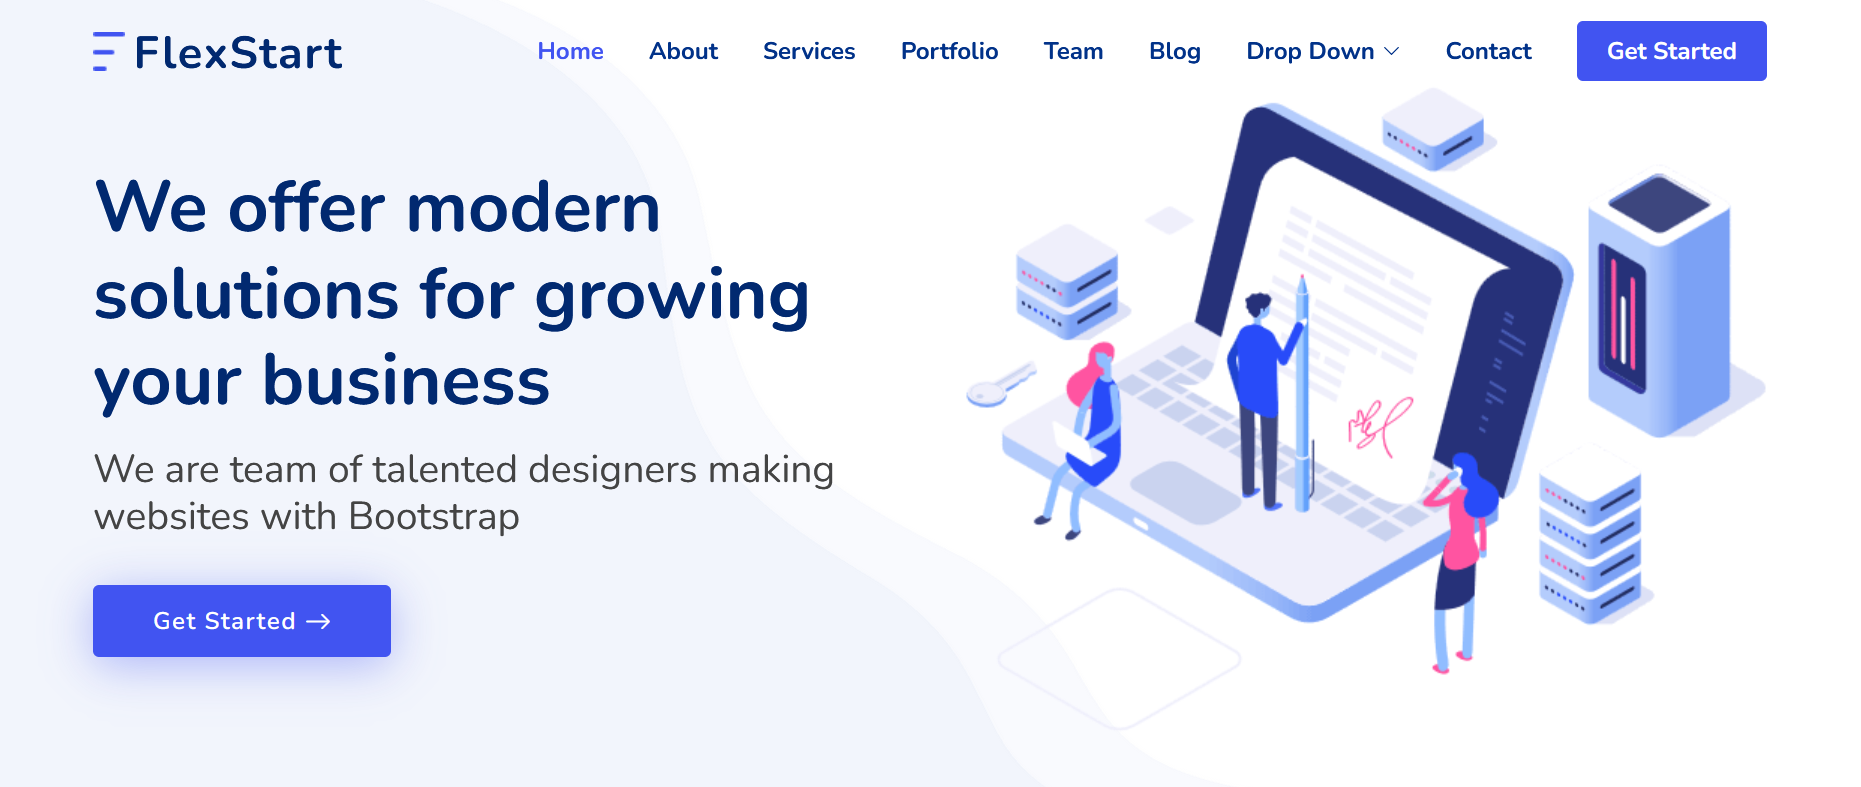 FlexStart
Home About Services Portfolio Team Blog Drop Down Contact Get Started
We offer modern
solutions for growing
your business
We are team of talented designers making
websites with Bootstrap
Get Started →